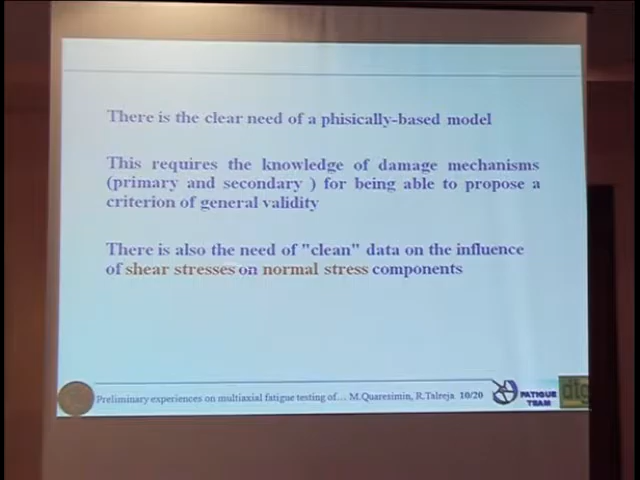 There is the clear need of a phisically-based model
This requires the knowledge of damage mechanisms
(primary and secondary ) for being able to propose a
criterion of general validity
There is also the need of "clean" data on the influence
of shear stresses on normal stress components
Preliminary experiences on multiaxial fatigue testing of... M.Quaresimin, R.Talreja 10/20
FATIGUE
TEAM
dtg